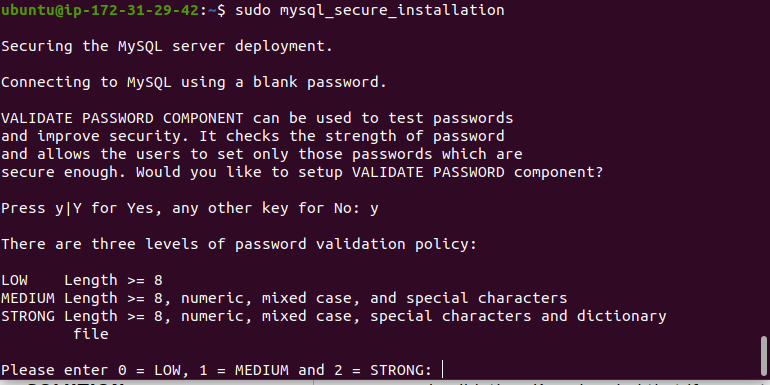 ubuntu@ip-172-31-29-42:~$ sudo mysql_secure_installation
Securing the MySQL server deployment.
Connecting to MySQL using a blank password.
VALIDATE PASSWORD COMPONENT can be used to test passwords
and improve security. It checks the strength of password
and allows the users to set only those passwords which are
secure enough. Would you like to setup VALIDATE PASSWORD component?
Press y|Y for Yes, any other key for No: y
There are three levels of password validation policy:
LOW    Length >= 8
MEDIUM Length >= 8, numeric, mixed case, and special characters
STRONG Length >= 8, numeric, mixed case, special characters and dictionary
file
Please enter 0 = LOW, 1 = MEDIUM and 2 = STRONG: